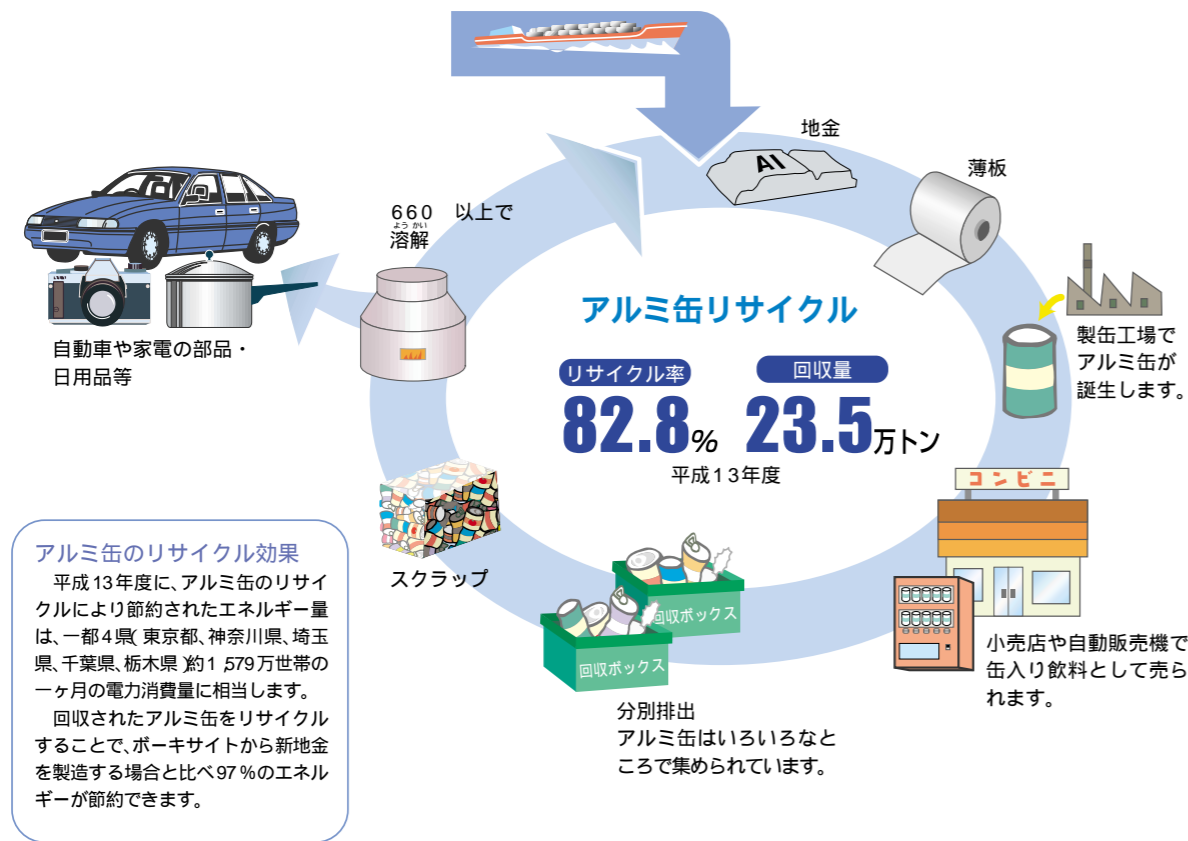 地金
Al
薄板
660 以上で
よう かい
溶解
アルミ缶リサイクル
自動車や家電の部品・
日用品等
製缶工場で
アルミ缶が
誕生します。
リサイクル率
82.8%
回収量
23.5万トン
平成13年度
コンビニ
スクラップ
回収ボックス
回収ボックス
小売店や自動販売機で
缶入り飲料として売ら
れます。
分別排出
アルミ缶はいろいろなと
ころで集められています。
アルミ缶のリサイクル効果
平成13年度に、アルミ缶のリサイ
クルにより節約されたエネルギー量
は、一都4県(東京都、神奈川県、埼玉
県、千葉県、栃木県)約1,579万世帯の
一ヶ月の電力消費量に相当します。
回収されたアルミ缶をリサイクル
することで、ボーキサイトから新地金
を製造する場合と比べ97%のエネル
ギーが節約できます。